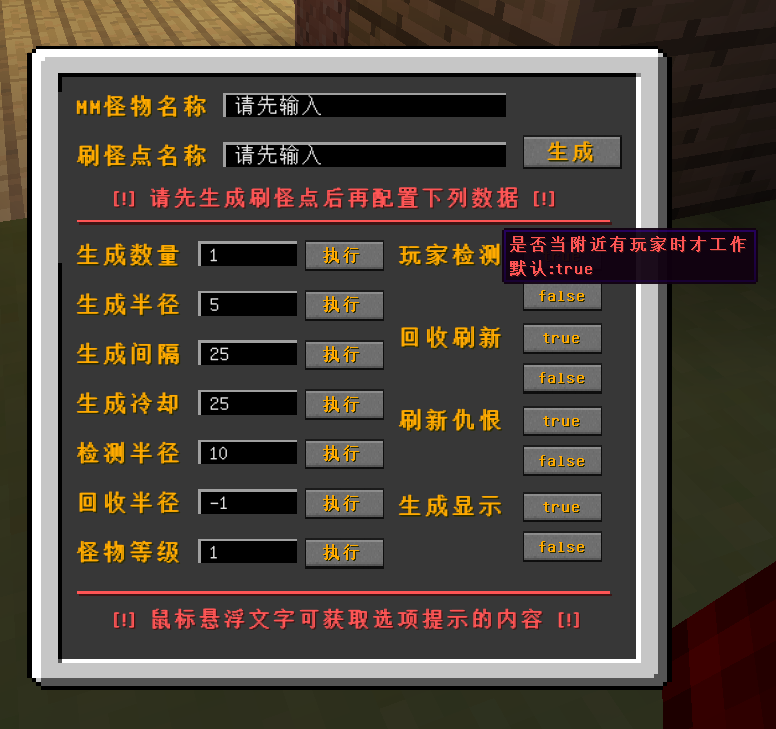 MM怪物名称 请先输入
刷怪点名称 请先输入 生成
[!] 请先生成刷怪点后再配置下列数据 [!]
生成数量 1 执行 玩家检测
是否当附近有玩家时才工作
默认:true
false
生成半径 5 执行
回收刷新 true
生成间隔 25 执行
false
生成冷却 25 执行
刷新仇恨 true
检测半径 10 执行
false
回收半径 -1 执行
生成显示 true
怪物等级 1 执行
false
[!] 鼠标悬浮文字可获取选项提示的内容 [!]